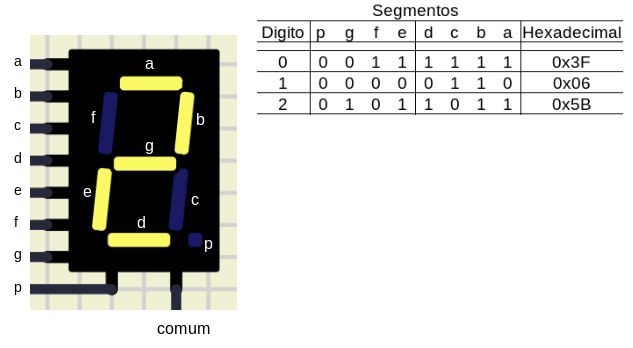 a
b
c
d
e
f
g
p
a
f
b
g
e
c
d
p
comum
Segmentos
Digito p g f e d c b a Hexadecimal
0 0 0 1 1 1 1 1 1 0x3F
1 0 0 0 0 0 1 1 0 0x06
2 0 1 0 1 1 0 1 1 0x5B